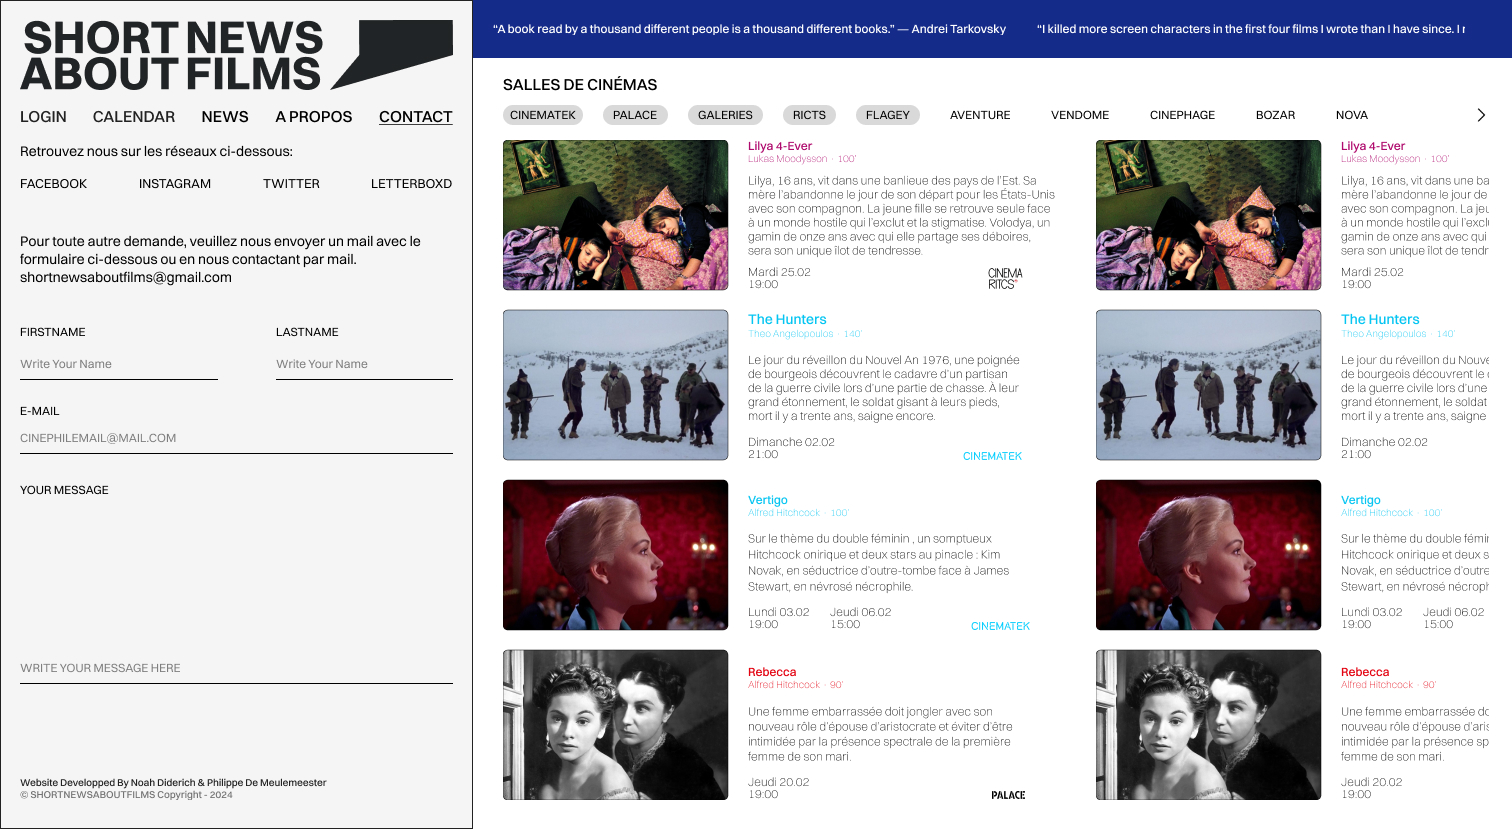 SHORT NEWS
ABOUT FILMS
LOGIN CALENDAR NEWS A PROPOS CONTACT
Retrouvez nous sur les réseaux ci-dessous:
FACEBOOK INSTAGRAM TWITTER LETTERBOXD
Pour toute autre demande, veuillez nous envoyer un mail avec le
formulaire ci-dessous ou en nous contactant par mail.
shortnewsaboutfilms@gmail.com
FIRSTNAME LASTNAME
Write Your Name Write Your Name
E-MAIL
CINEPHILEMAIL@MAIL.COM
YOUR MESSAGE
WRITE YOUR MESSAGE HERE
Website Developped By Noah Diderich & Philippe De Meulemeester
© SHORTNEWSABOUTFILMS Copyright - 2024
“A book read by a thousand different people is a thousand different books.” — Andrei Tarkovsky “I killed more screen characters in the first four films I wrote than I have since. I
SALLES DE CINÉMAS
CINEMATEK PALACE GALERIES RICTS FLAGEY AVENTURE VENDOME CINEPHAGE BOZAR NOVA
Lilya 4-Ever
Lukas Moodysson · 100’
Lilya, 16 ans, vit dans une banlieue des pays de l’Est. Sa
mère l’abandonne le jour de son départ pour les États-Unis
avec son compagnon. La jeune fille se retrouve seule face
à un monde hostile qui l’exclut et la stigmatise. Volodya, un
gamin de onze ans avec qui elle partage ses déboires,
sera son unique îlot de tendresse.
Mardi 25.02
19:00
CINEMA
RITCS
The Hunters
Theo Angelopoulos · 140’
Le jour du réveillon du Nouvel An 1976, une poignée
de bourgeois découvrent le cadavre d’un partisan
de la guerre civile lors d’une partie de chasse. À leur
grand étonnement, le soldat gisant à leurs pieds,
mort il y a trente ans, saigne encore.
Dimanche 02.02
21:00
CINEMATEK
Vertigo
Alfred Hitchcock · 100’
Sur le thème du double féminin , un somptueux
Hitchcock onirique et deux stars au pinacle : Kim
Novak, en séductrice d’outre-tombe face à James
Stewart, en névrosé nécrophile.
Lundi 03.02 Jeudi 06.02
19:00 15:00
CINEMATEK
Rebecca
Alfred Hitchcock · 90’
Une femme embarrassée doit jongler avec son
nouveau rôle d’épouse d’aristocrate et éviter d’être
intimidée par la présence spectrale de la première
femme de son mari.
Jeudi 20.02
19:00
PALACE
Lilya 4-Ever
Lukas Moodysson · 100’
Lilya, 16 ans, vit dans une ba
mère l’abandonne le jour de
avec son compagnon. La jeu
à un monde hostile qui l’excl
gamin de onze ans avec qui
sera son unique îlot de tendr
Mardi 25.02
19:00
The Hunters
Theo Angelopoulos · 140’
Le jour du réveillon du Nouve
de bourgeois découvrent le c
de la guerre civile lors d’une
grand étonnement, le soldat
mort il y a trente ans, saigne
Dimanche 02.02
21:00
Vertigo
Alfred Hitchcock · 100’
Sur le thème du double fémin
Hitchcock onirique et deux s
Novak, en séductrice d’outre
Stewart, en névrosé nécroph
Lundi 03.02 Jeudi 06.02
19:00 15:00
Rebecca
Alfred Hitchcock · 90’
Une femme embarrassée do
nouveau rôle d’épouse d’aris
intimidée par la présence sp
femme de son mari.
Jeudi 20.02
19:00